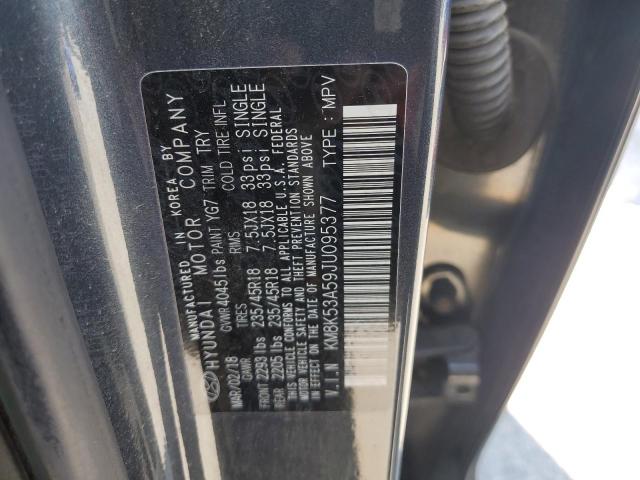 MANUFACTURED IN KOREA BY
HYUNDAI MOTOR COMPANY
MAR/02/18 GVWR 4045lbs PAINT YG7 TRIM TRY
GAWR TIRES RIMS COLD TIRE INFL
FRONT 2293 lbs 235/45R18 7.5JX18 33psi SINGLE
REAR 2205 lbs 235/45R18 7.5JX18 33psi SINGLE
THIS VEHICLE CONFORMS TO ALL APPLICABLE U.S.A. FEDERAL
MOTOR VEHICLE SAFETY AND THEFT PREVENTION STANDARDS
IN EFFECT ON THE DATE OF MANUFACTURE SHOWN ABOVE
V.I.N KM8K53A59JU095377 TYPE : MPV